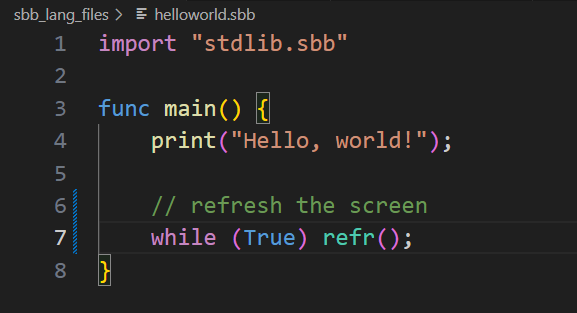 sbb_lang_files > helloworld.sbb
1 import "stdlib.sbb"
2
3 func main() {
4     print("Hello, world!");
5
6     // refresh the screen
7     while (True) refr();
8 }